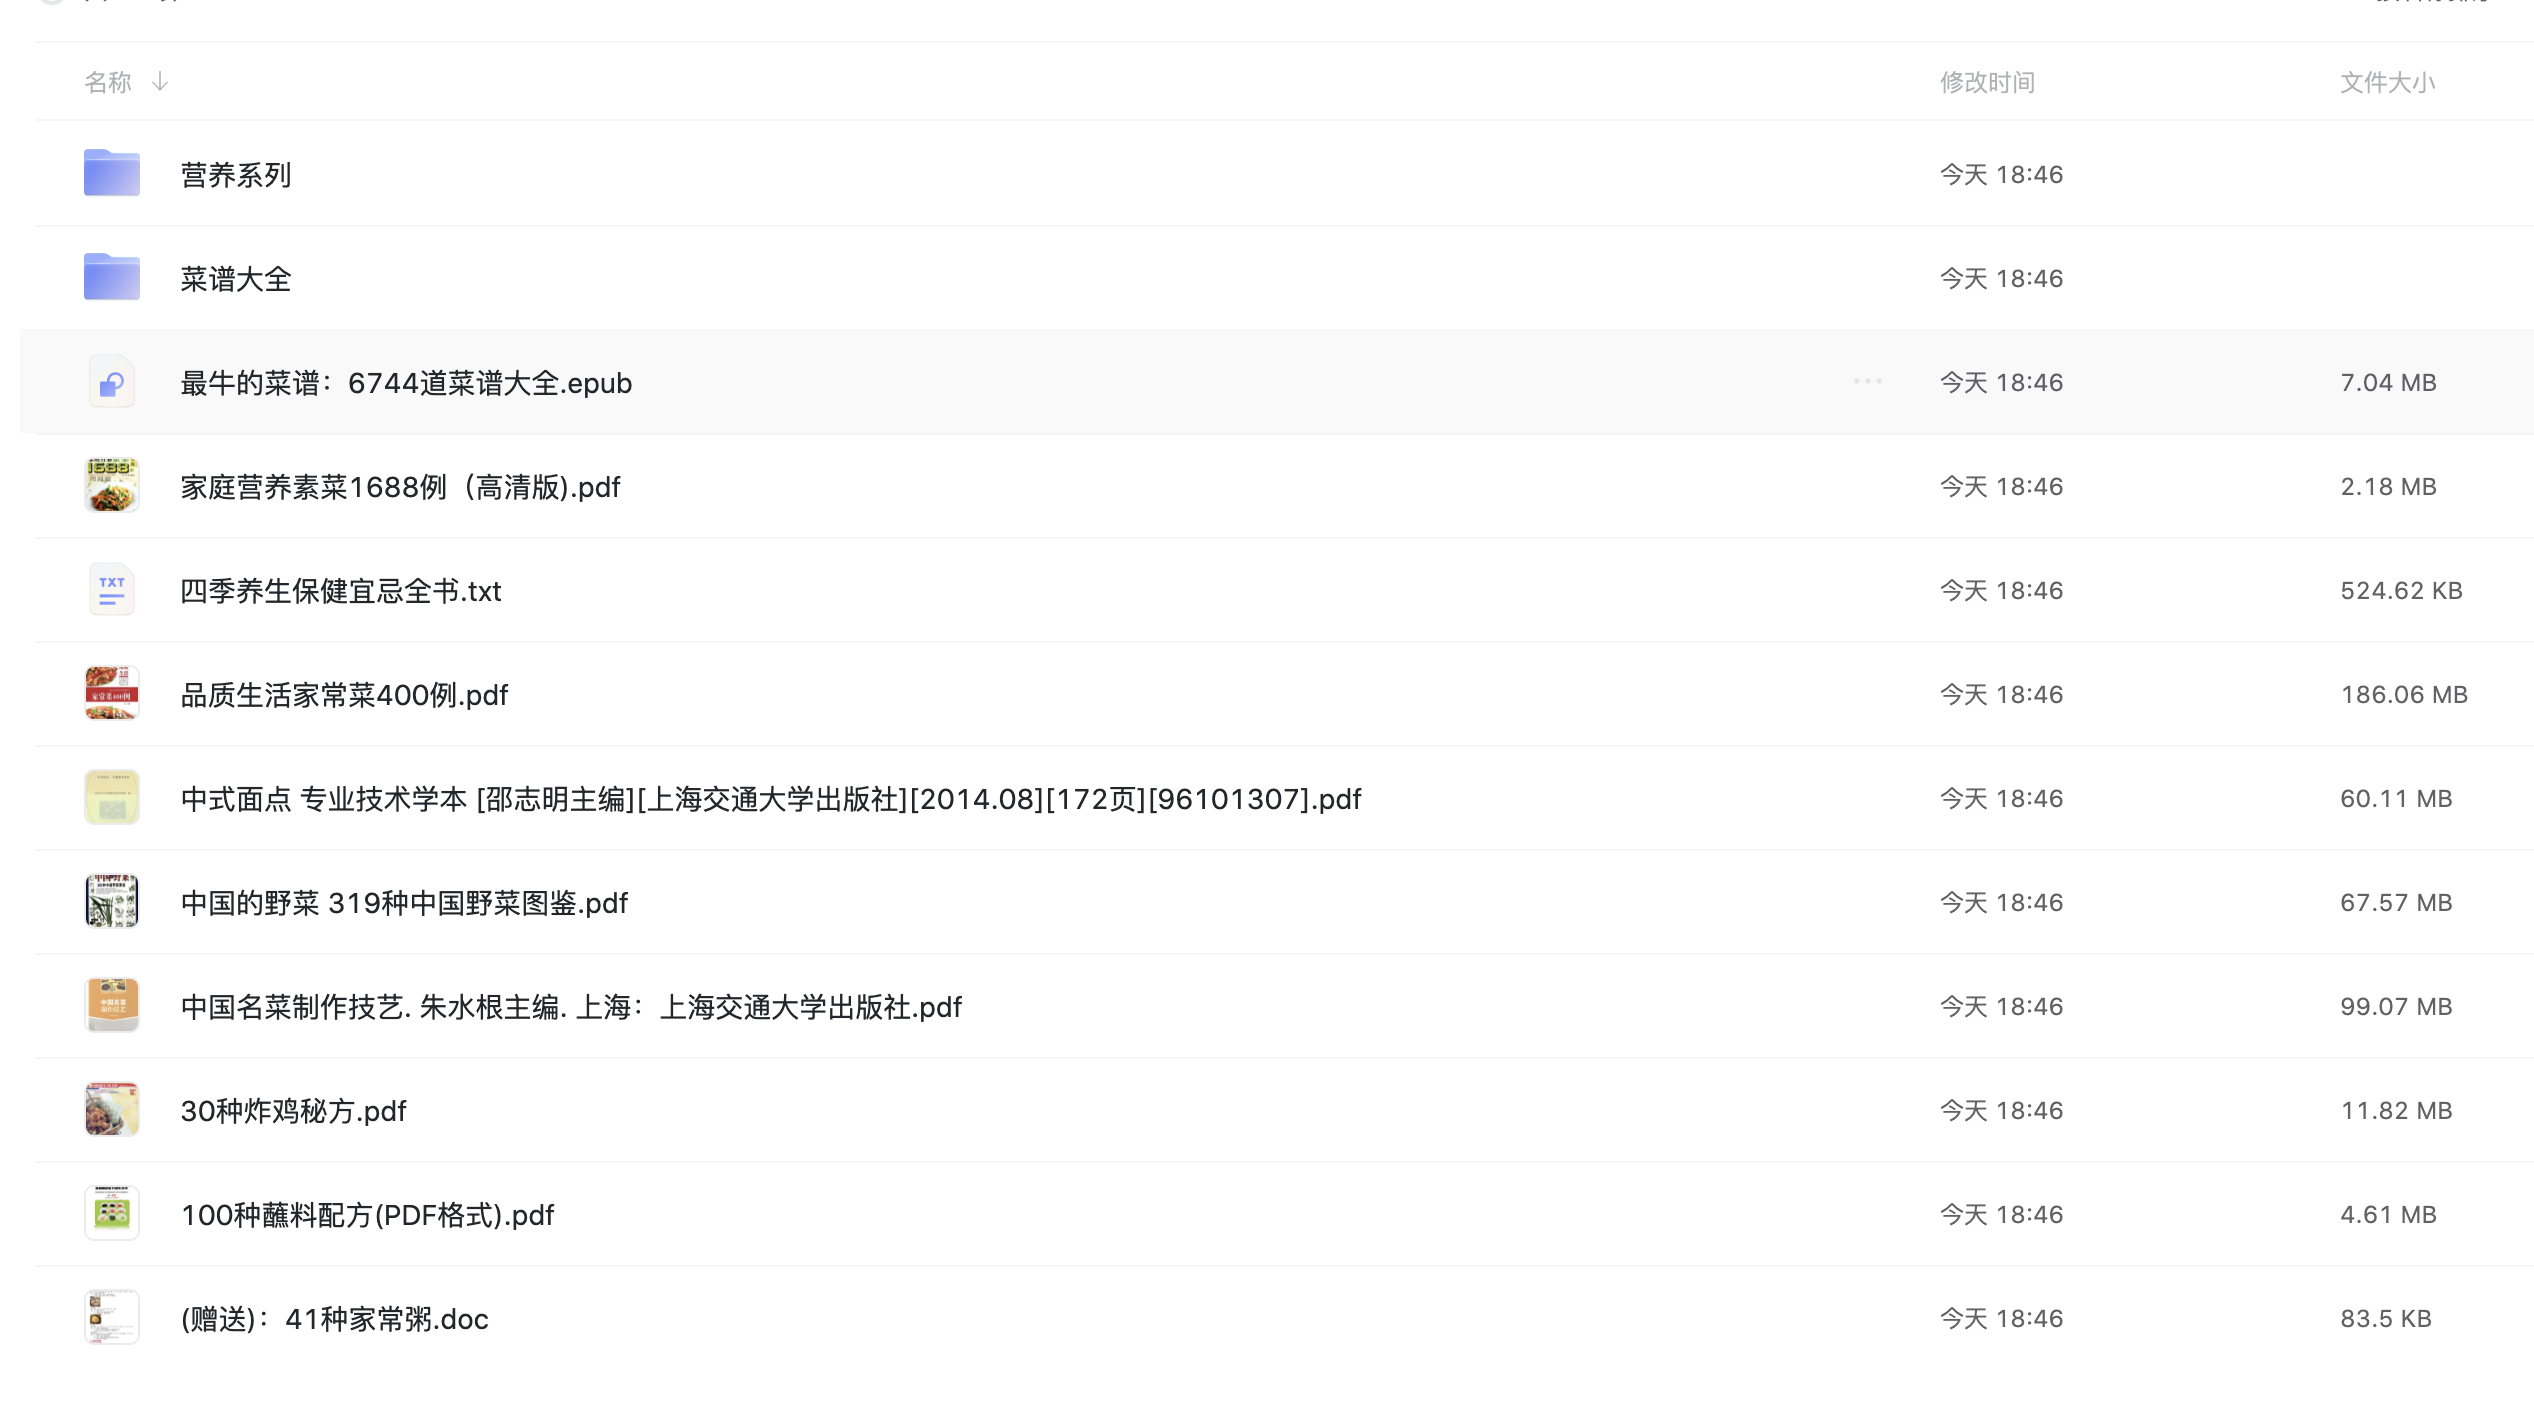 名称 ↓ 修改时间 文件大小
营养系列 今天 18:46
菜谱大全 今天 18:46
最牛的菜谱：6744道菜谱大全.epub 今天 18:46 7.04 MB
家庭营养素菜1688例（高清版).pdf 今天 18:46 2.18 MB
TXT 四季养生保健宜忌全书.txt 今天 18:46 524.62 KB
品质生活家常菜400例.pdf 今天 18:46 186.06 MB
中式面点 专业技术学本 [邵志明主编][上海交通大学出版社][2014.08][172页][96101307].pdf 今天 18:46 60.11 MB
中国的野菜 319种中国野菜图鉴.pdf 今天 18:46 67.57 MB
中国名菜制作技艺. 朱水根主编. 上海：上海交通大学出版社.pdf 今天 18:46 99.07 MB
30种炸鸡秘方.pdf 今天 18:46 11.82 MB
100种蘸料配方(PDF格式).pdf 今天 18:46 4.61 MB
(赠送)：41种家常粥.doc 今天 18:46 83.5 KB